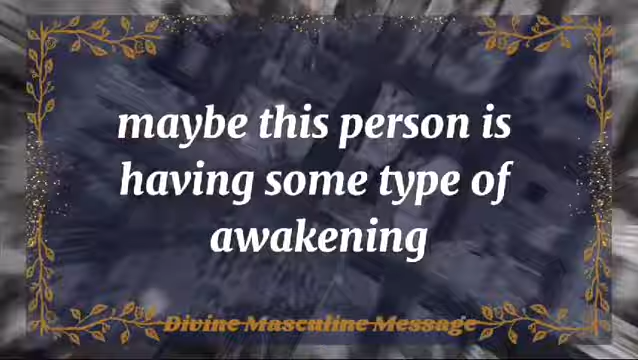 maybe this person is
having some type of
awakening
Divine Masculine Message